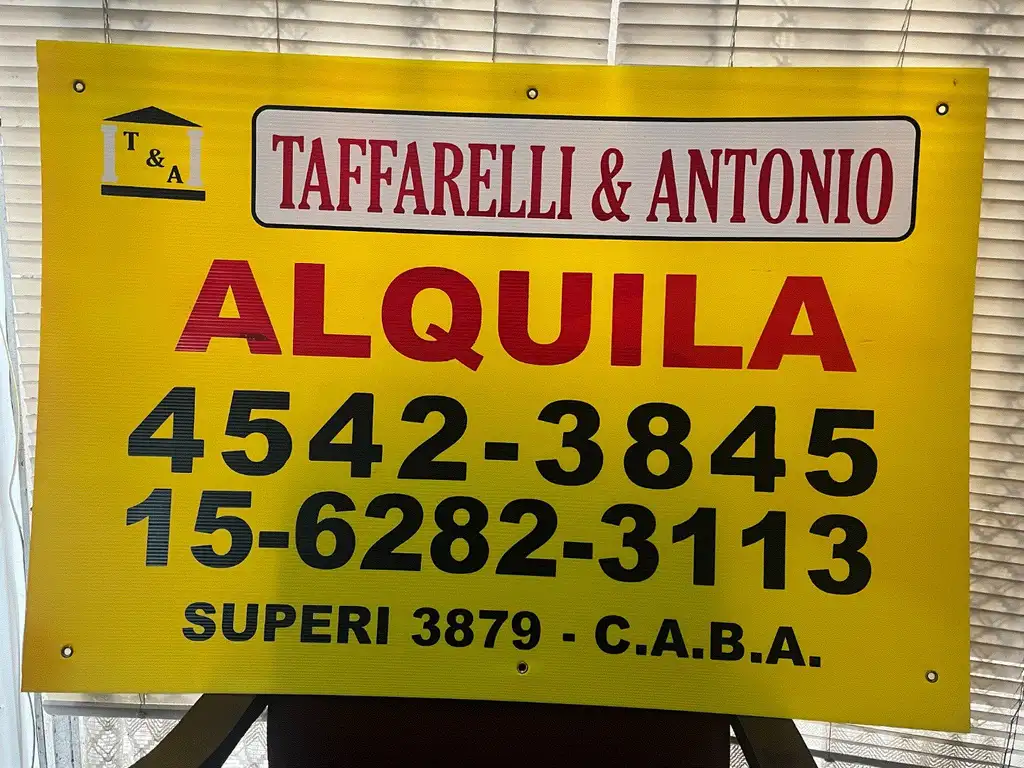 T & A
TAFFARELLI & ANTONIO
ALQUILA
4542-3845
15-6282-3113
SUPERI 3879 - C.A.B.A.